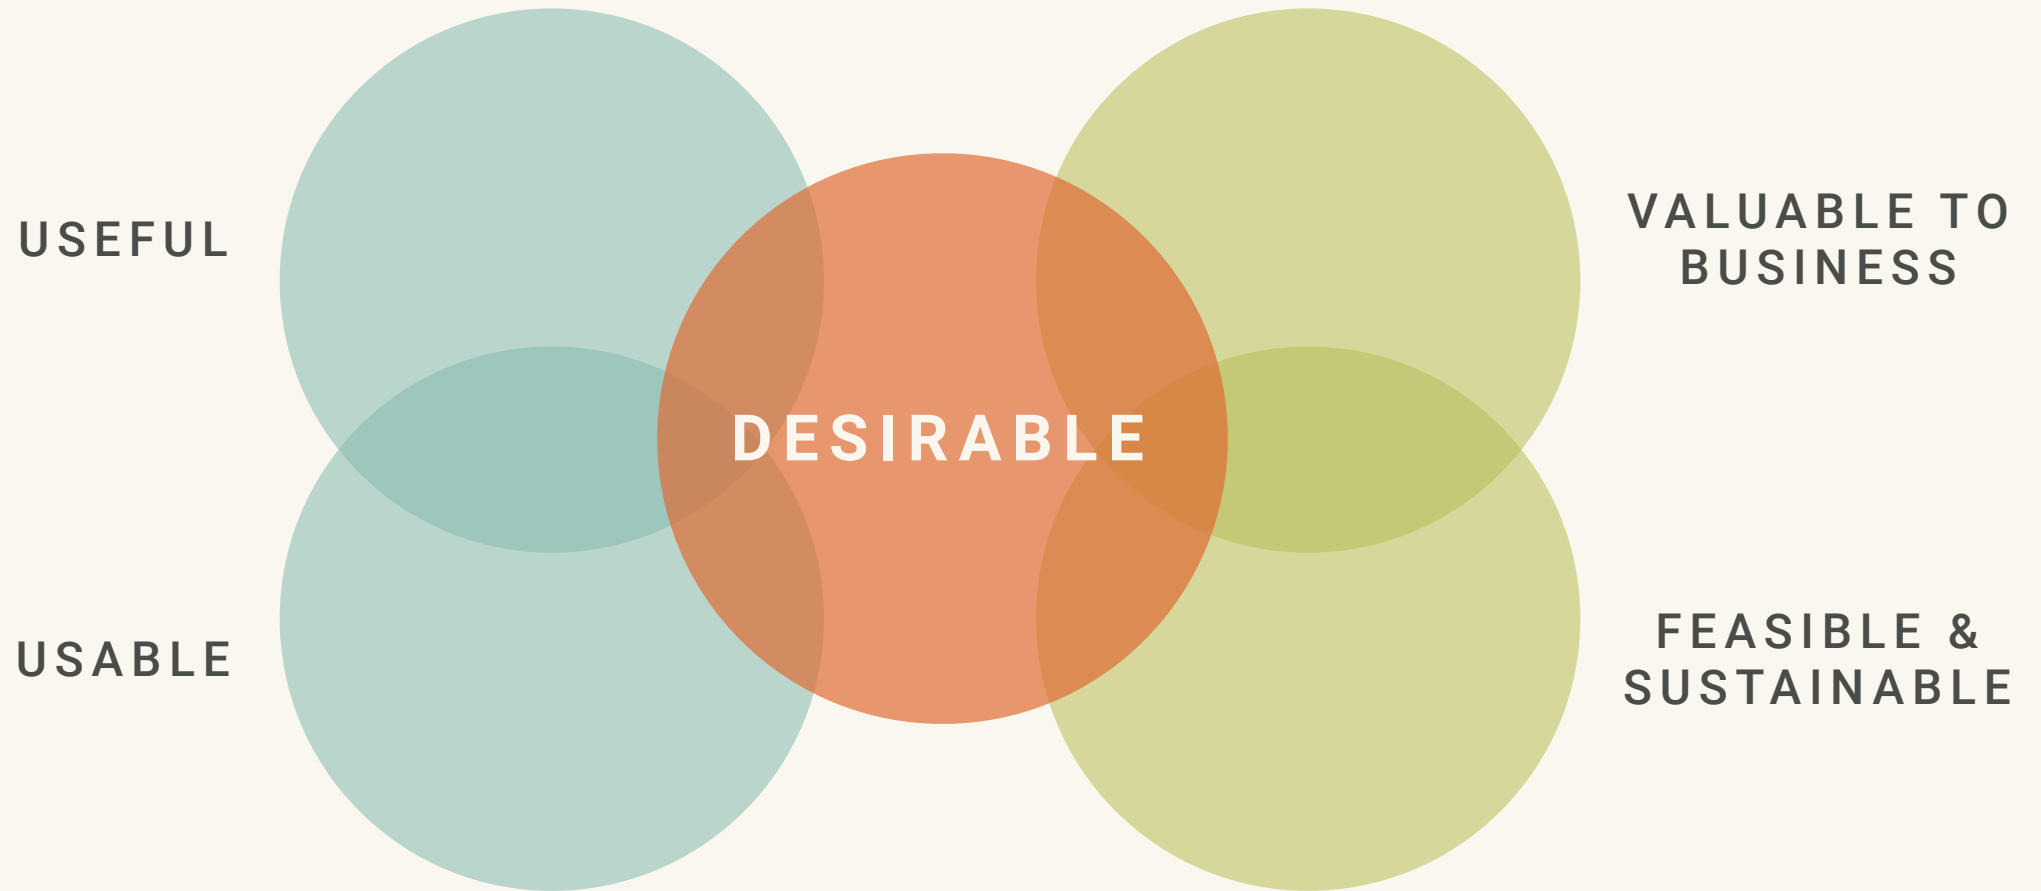 USEFUL
VALUABLE TO
BUSINESS
DESIRABLE
USABLE
FEASIBLE &
SUSTAINABLE